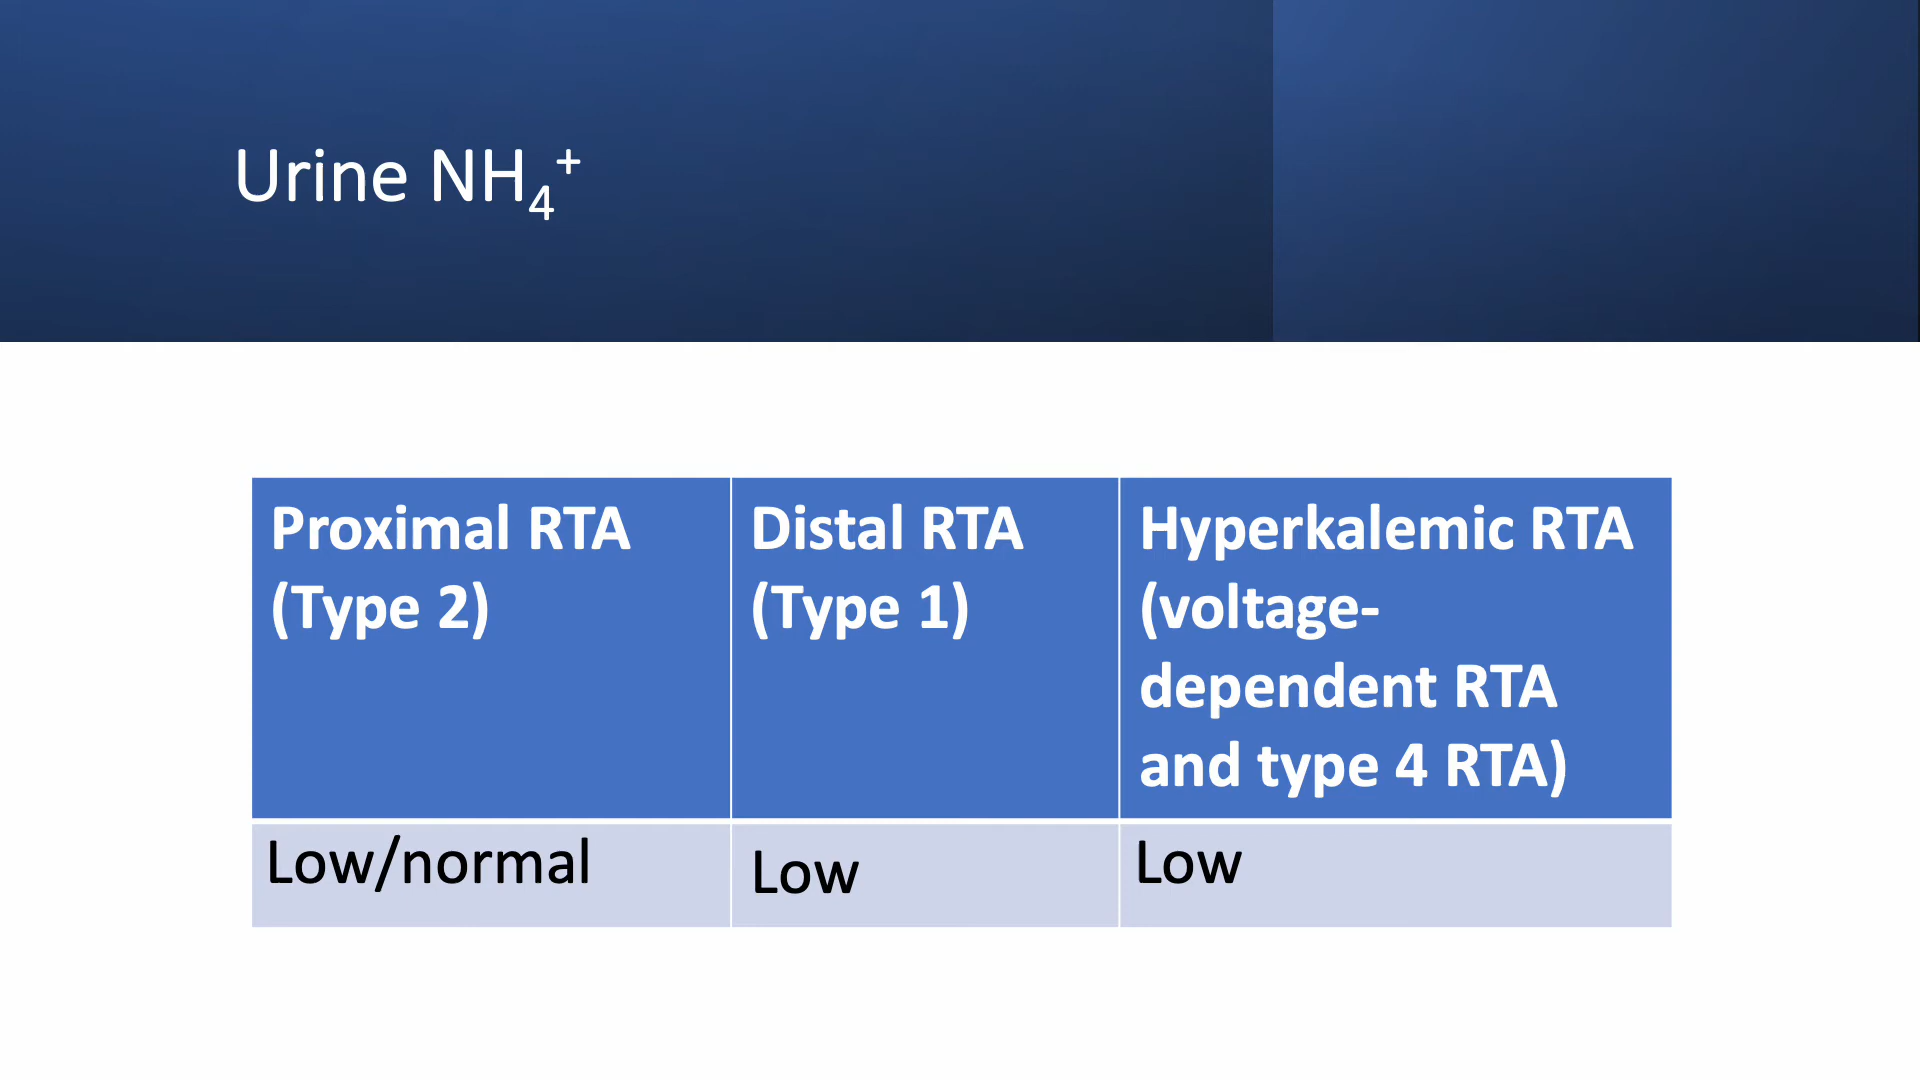 Urine NH₄⁺
Proximal RTA
(Type 2)
Distal RTA
(Type 1)
Hyperkalemic RTA
(voltage-
dependent RTA
and type 4 RTA)
Low/normal
Low
Low